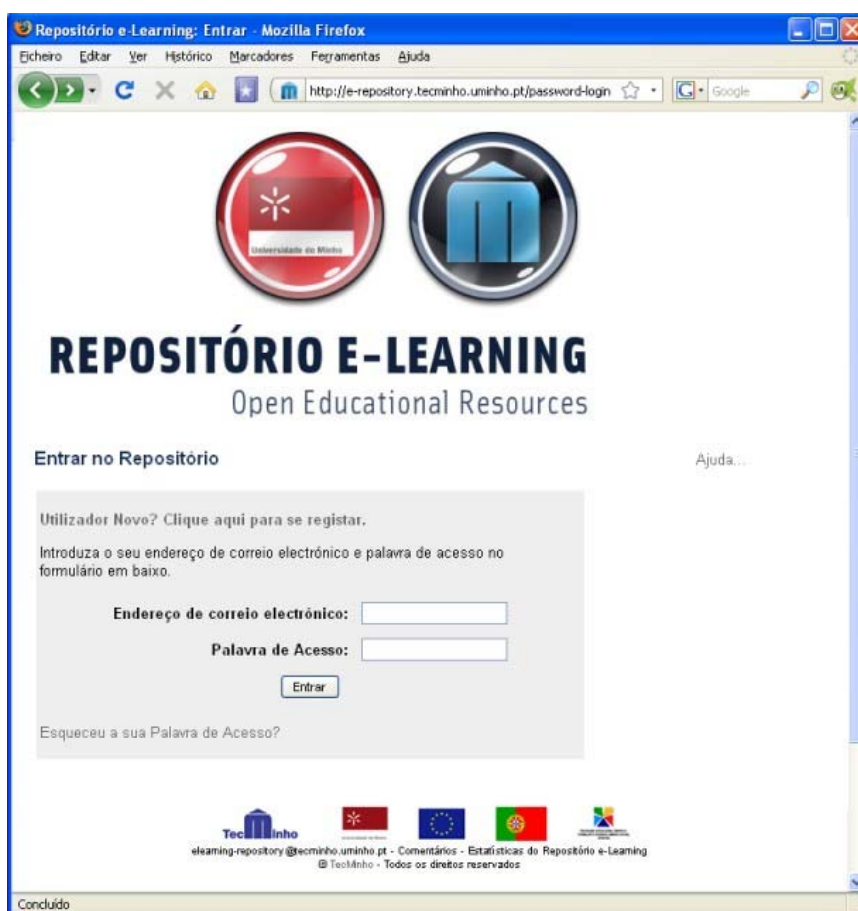 Repositório e-Learning: Entrar - Mozilla Firefox
Ficheiro Editar Ver Histórico Marcadores Ferramentas Ajuda
http://e-repository.tecminho.uminho.pt/password-login
Google
Universidade do Minho
REPOSITÓRIO E-LEARNING
Open Educational Resources
Entrar no Repositório
Ajuda...
Utilizador Novo? Clique aqui para se registar.
Introduza o seu endereço de correio electrónico e palavra de acesso no
formulário em baixo.
Endereço de correio electrónico:
Palavra de Acesso:
Entrar
Esqueceu a sua Palavra de Acesso?
TecMinho
elearning-repository@tecminho.uminho.pt - Comentários - Estatísticas do Repositório e-Learning
@ TecMinho - Todos os direitos reservados
Concluído